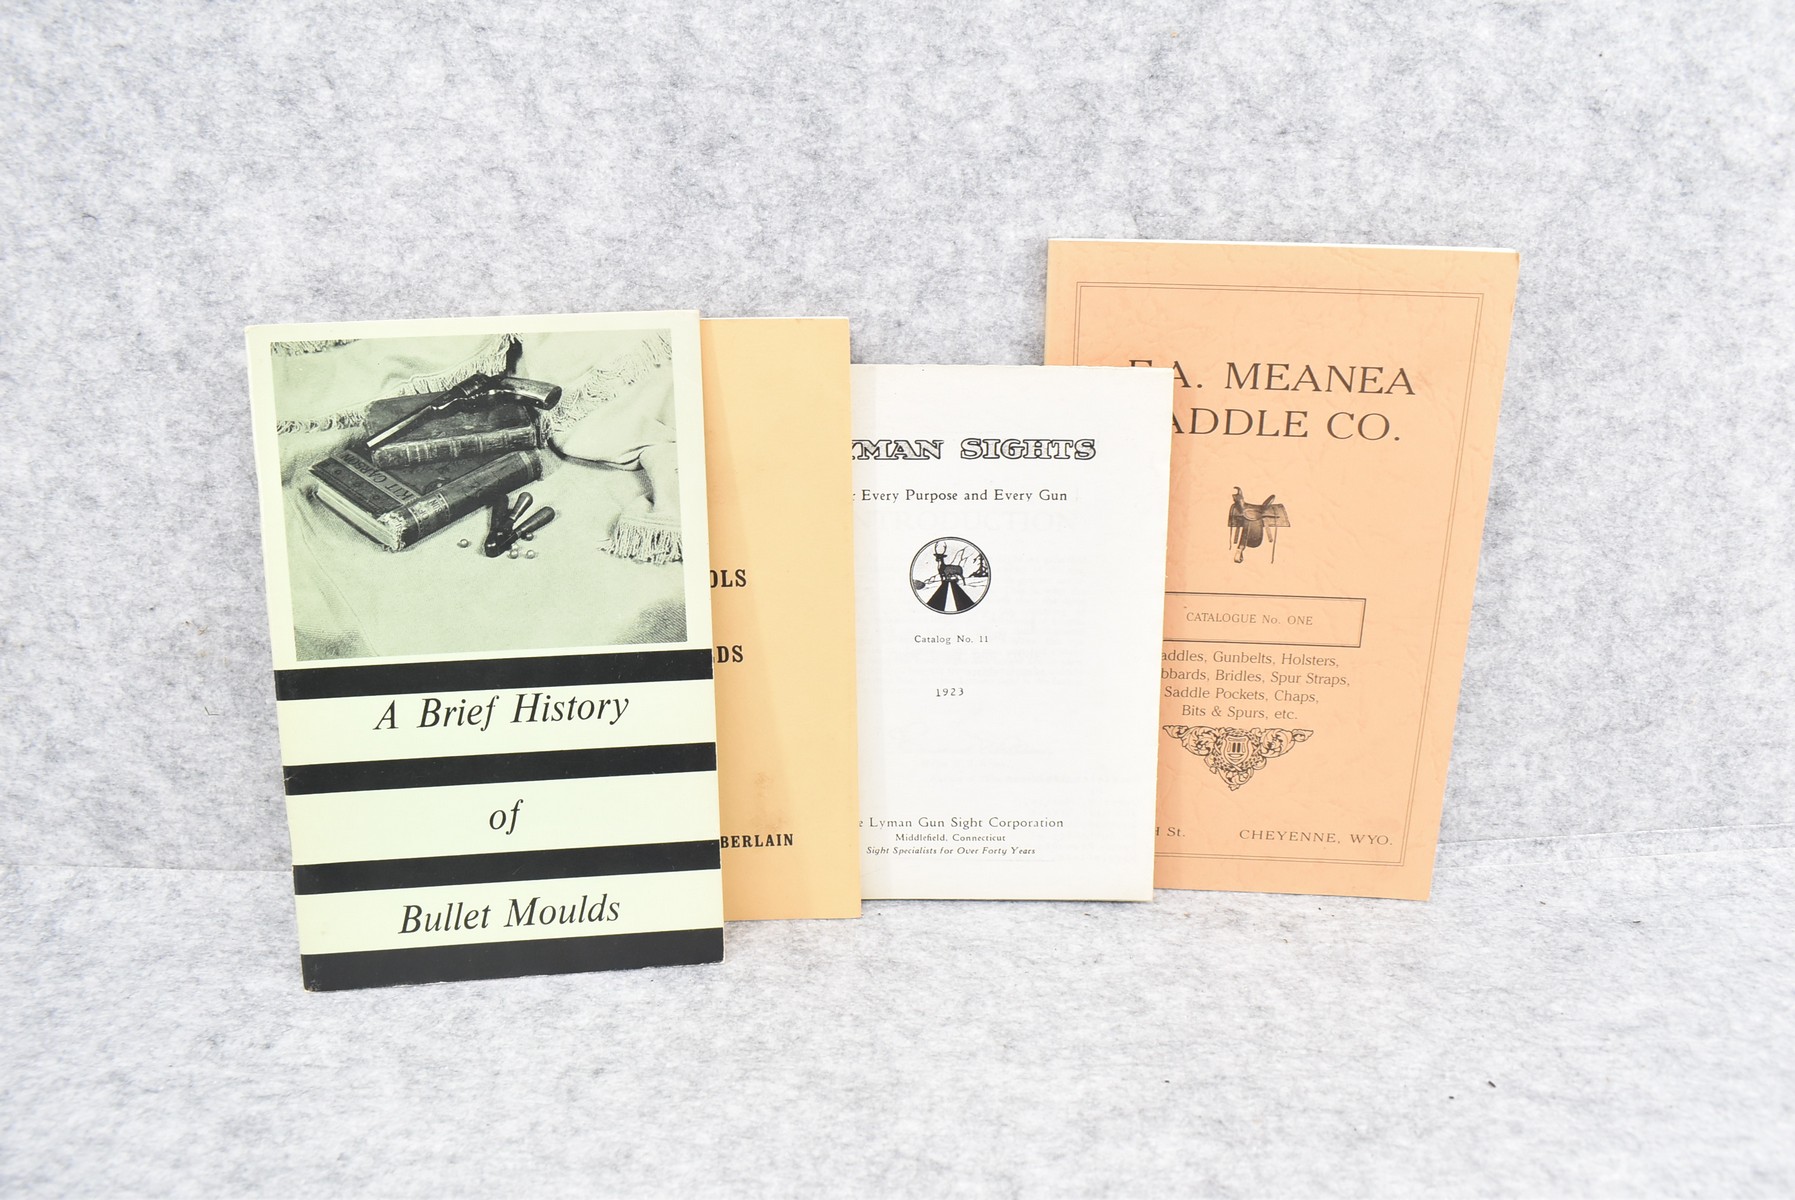 A Brief History
of
Bullet Moulds
KIT CARSON
OLS
DS
BERLAIN
YMAN SIGHTS
Every Purpose and Every Gun
Catalog No. 11
1923
Lyman Gun Sight Corporation
Middlefield, Connecticut
Sight Specialists for Over Forty Years
F.A. MEANEA
ADDLE CO.
CATALOGUE No. ONE
addles, Gunbelts, Holsters,
bbards, Bridles, Spur Straps,
Saddle Pockets, Chaps,
Bits & Spurs, etc.
H St. CHEYENNE, WYO.